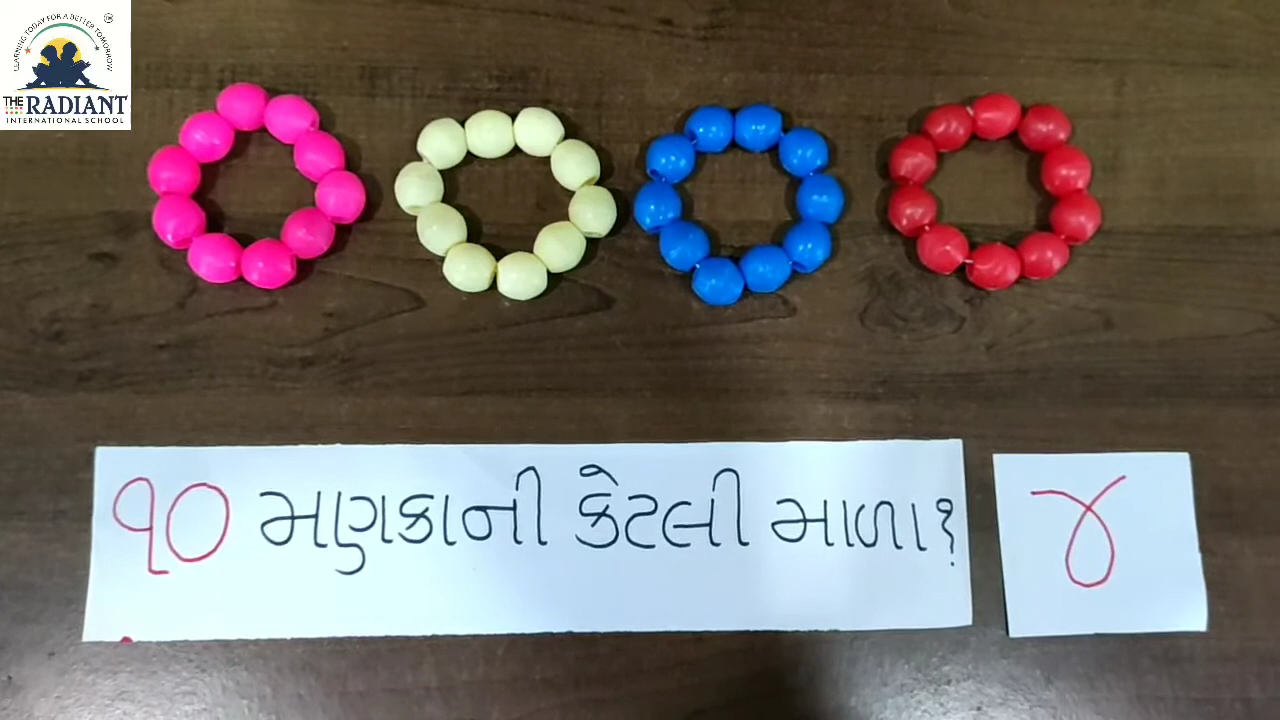 LEARNING TODAY FOR A BETTER TOMORROW
THE RADIANT
INTERNATIONAL SCHOOL
૧૦ મણકાની કેટલી માળા?
૪